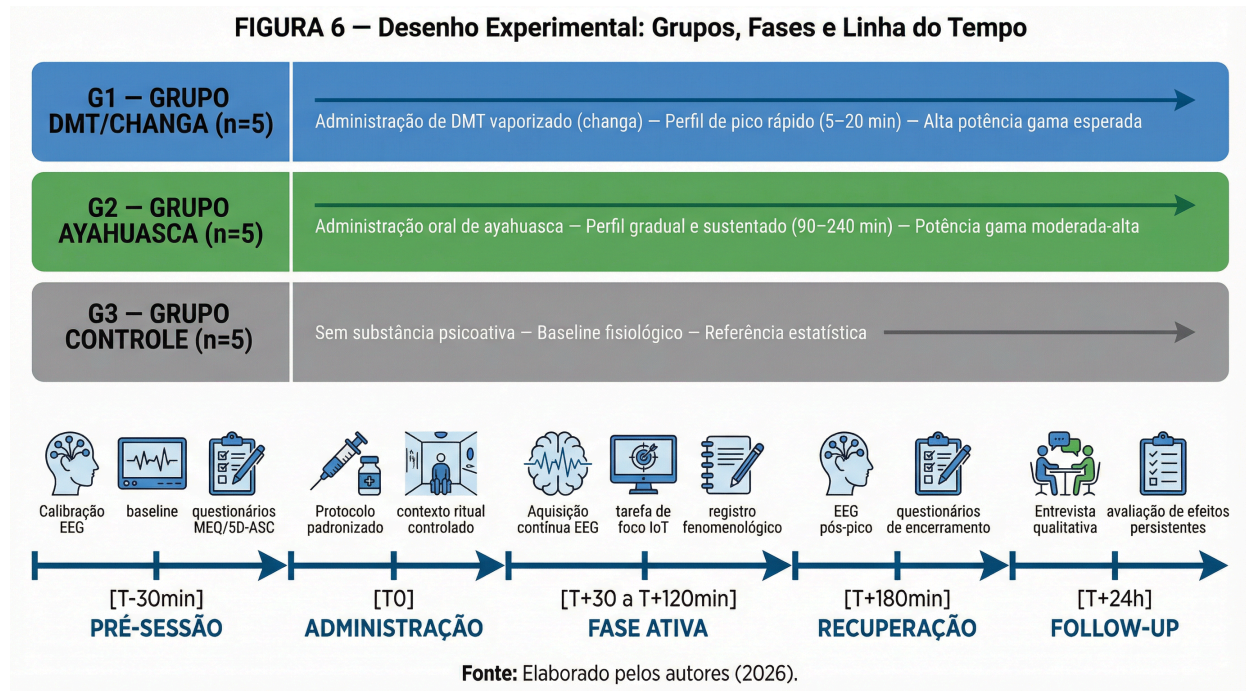 FIGURA 6 — Desenho Experimental: Grupos, Fases e Linha do Tempo
G1 — GRUPO
DMT/CHANGA (n=5)
Administração de DMT vaporizado (changa) — Perfil de pico rápido (5–20 min) — Alta potência gama esperada
G2 — GRUPO
AYAHUASCA (n=5)
Administração oral de ayahuasca — Perfil gradual e sustentado (90–240 min) — Potência gama moderada-alta
G3 — GRUPO
CONTROLE (n=5)
Sem substância psicoativa — Baseline fisiológico — Referência estatística
Calibração
EEG
baseline
questionários
MEQ/5D-ASC
Protocolo
padronizado
contexto ritual
controlado
Aquisição
contínua EEG
tarefa de
foco IoT
registro
fenomenológico
EEG
pós-pico
questionários
de encerramento
Entrevista
qualitativa
avaliação de efeitos
persistentes
[T-30min]
PRÉ-SESSÃO
[T0]
ADMINISTRAÇÃO
[T+30 a T+120min]
FASE ATIVA
[T+180min]
RECUPERAÇÃO
[T+24h]
FOLLOW-UP
Fonte: Elaborado pelos autores (2026).